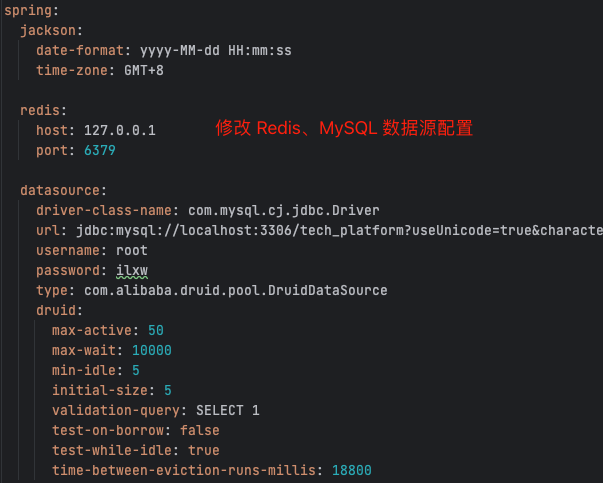 spring:
  jackson:
    date-format: yyyy-MM-dd HH:mm:ss
    time-zone: GMT+8
  redis:
    host: 127.0.0.1
修改 Redis、MySQL 数据源配置
    port: 6379
  datasource:
    driver-class-name: com.mysql.cj.jdbc.Driver
    url: jdbc:mysql://localhost:3306/tech_platform?useUnicode=true&characte
    username: root
    password: ilxw
    type: com.alibaba.druid.pool.DruidDataSource
    druid:
      max-active: 50
      max-wait: 10000
      min-idle: 5
      initial-size: 5
      validation-query: SELECT 1
      test-on-borrow: false
      test-while-idle: true
      time-between-eviction-runs-millis: 18800